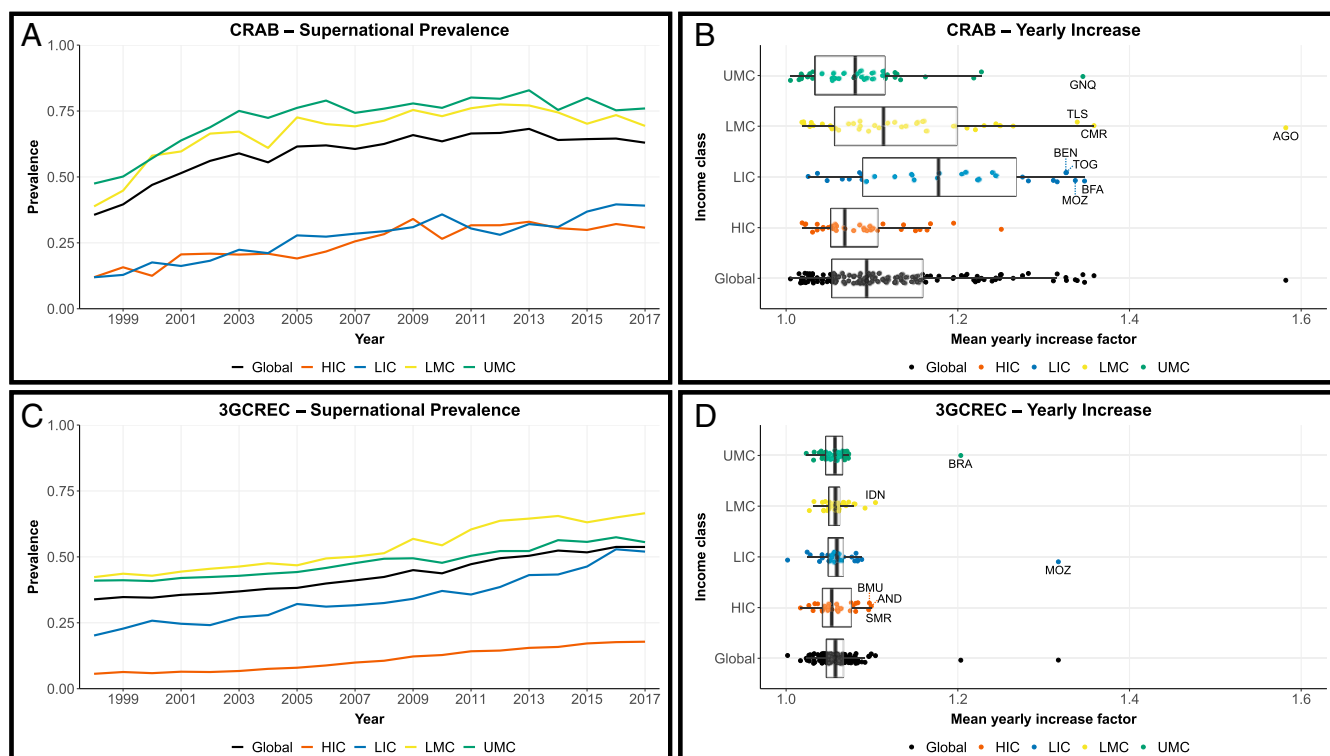 A
CRAB – Supernational Prevalence
1.00
0.75
0.50
0.25
0.00
Prevalence
1999 2001 2003 2005 2007 2009 2011 2013 2015 2017
Year
Global HIC LIC LMC UMC
B
CRAB – Yearly Increase
Income class
UMC
GNQ
LMC
TLS
CMR
AGO
LIC
BEN
TOG
BFA
MOZ
HIC
Global
1.0 1.2 1.4 1.6
Mean yearly increase factor
Global HIC LIC LMC UMC
C
3GCREC – Supernational Prevalence
1.00
0.75
0.50
0.25
0.00
Prevalence
1999 2001 2003 2005 2007 2009 2011 2013 2015 2017
Year
Global HIC LIC LMC UMC
D
3GCREC – Yearly Increase
Income class
UMC
BRA
LMC
IDN
LIC
MOZ
HIC
BMU
AND
SMR
Global
1.0 1.2 1.4 1.6
Mean yearly increase factor
Global HIC LIC LMC UMC